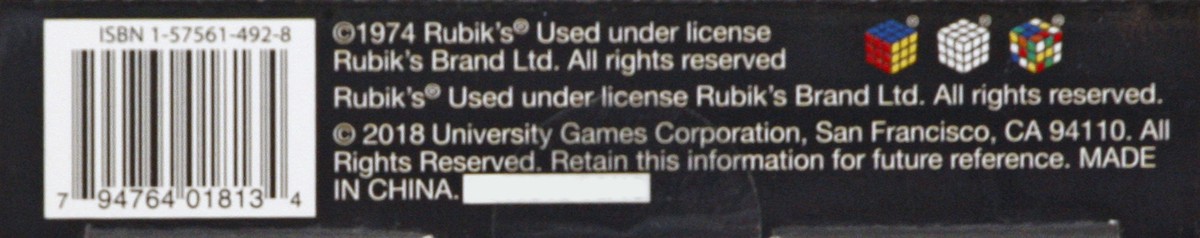 ISBN 1-57561-492-8
7 94764 01813 4
©1974 Rubik's® Used under license
Rubik's Brand Ltd. All rights reserved
® ® ®
Rubik's® Used under license Rubik's Brand Ltd. All rights reserved.
© 2018 University Games Corporation, San Francisco, CA 94110. All
Rights Reserved. Retain this information for future reference. MADE
IN CHINA.